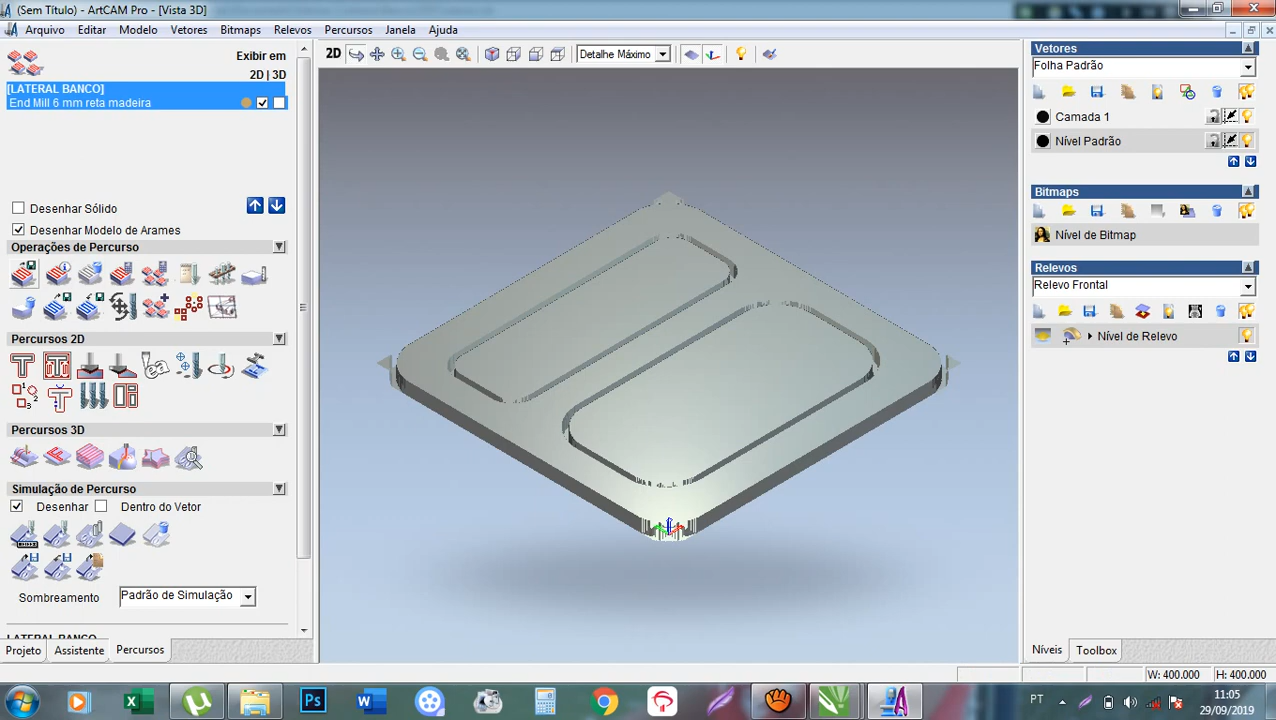 (Sem Título) - ArtCAM Pro - [Vista 3D]
Arquivo Editar Modelo Vetores Bitmaps Relevos Percursos Janela Ajuda
Exibir em
2D | 3D
[LATERAL BANCO]
End Mill 6 mm reta madeira
Desenhar Sólido
Desenhar Modelo de Arames
Operações de Percurso
Percursos 2D
Percursos 3D
Simulação de Percurso
Desenhar Dentro do Vetor
Sombreamento Padrão de Simulação
LATERAL BANCO
Projeto Assistente Percursos
2D Detalhe Máximo
Vetores
Folha Padrão
Camada 1
Nível Padrão
Bitmaps
Nível de Bitmap
Relevos
Relevo Frontal
Nível de Relevo
Níveis Toolbox
W: 400.000 H: 400.000
PT 11:05
29/09/2019